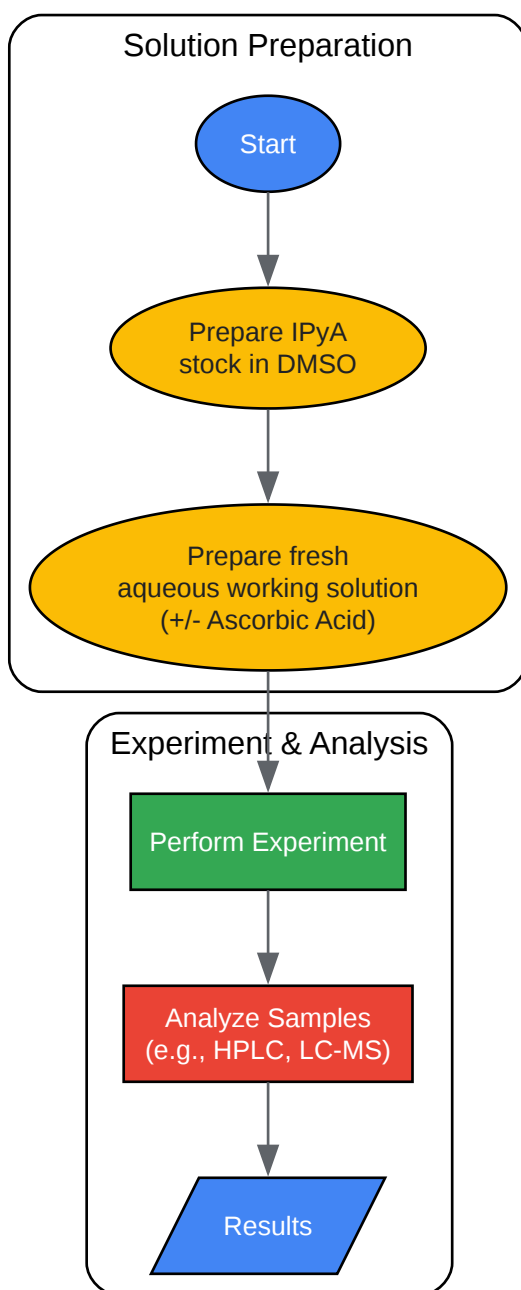 Solution Preparation
Start
Prepare IPyA
stock in DMSO
Prepare fresh
aqueous working solution
(+/- Ascorbic Acid)
Experiment & Analysis
Perform Experiment
Analyze Samples
(e.g., HPLC, LC-MS)
Results